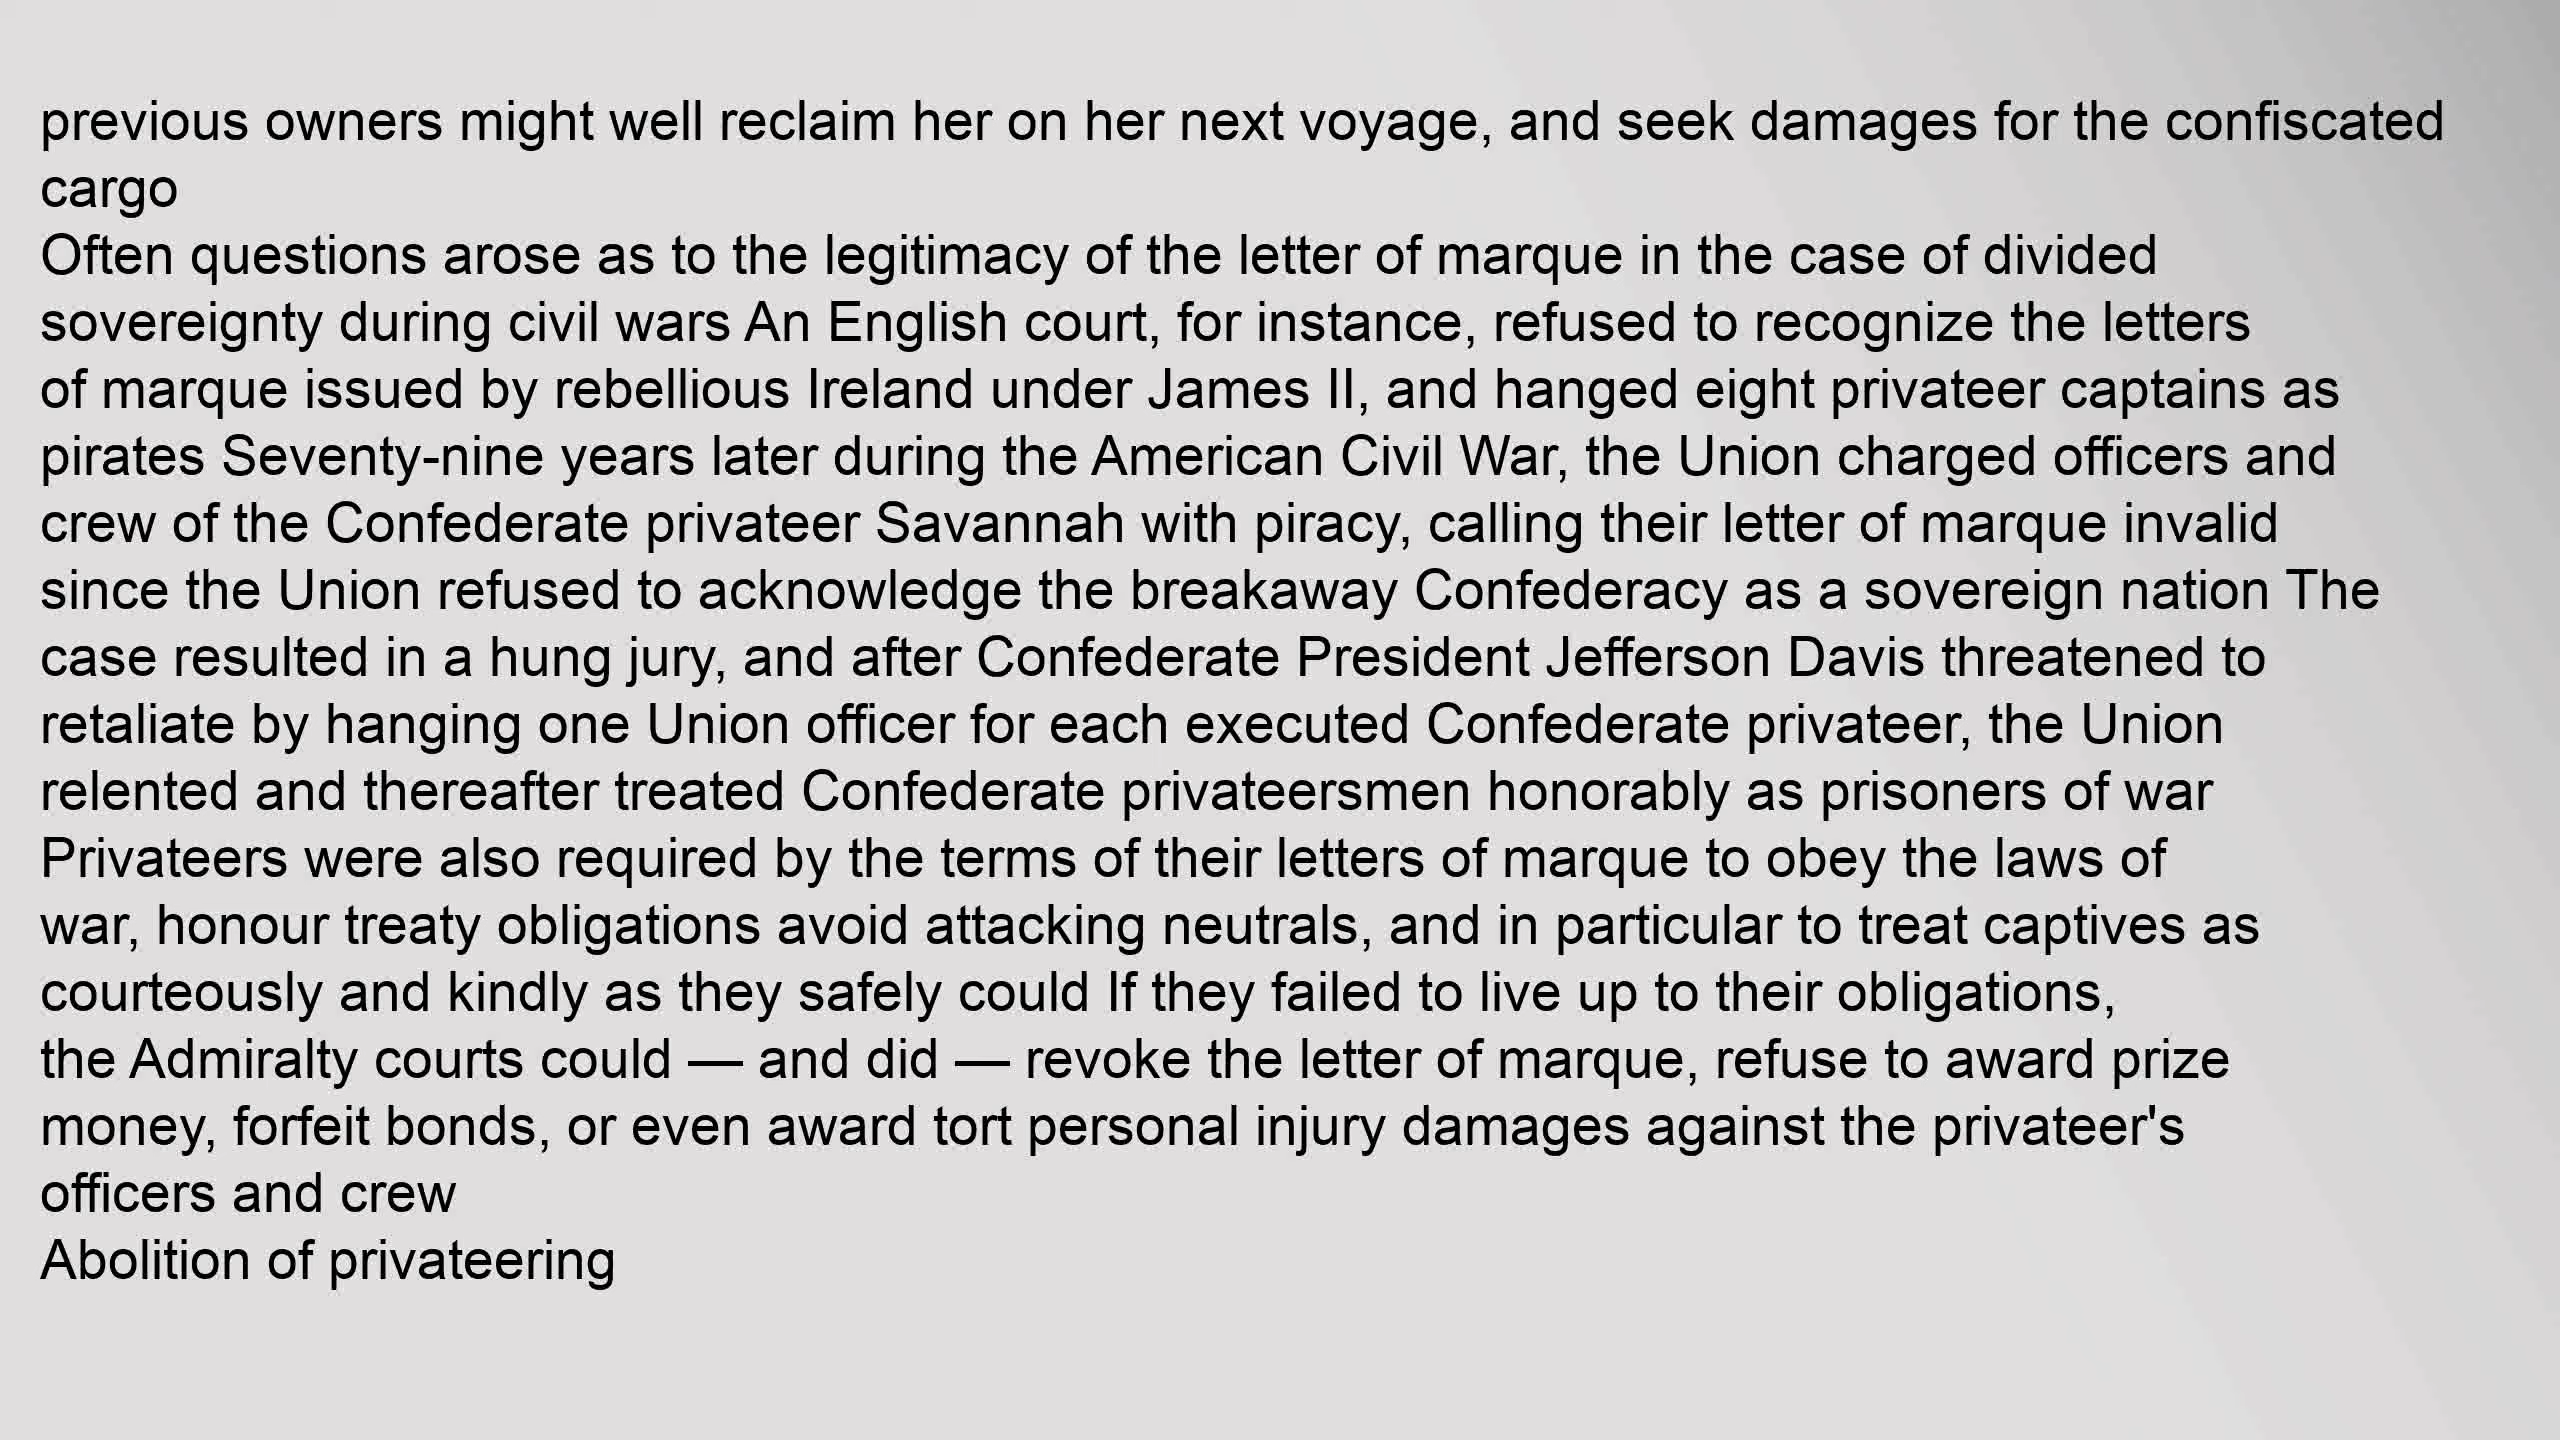 previous owners might well reclaim her on her next voyage, and seek damages for the confiscated
cargo
Often questions arose as to the legitimacy of the letter of marque in the case of divided
sovereignty during civil wars An English court, for instance, refused to recognize the letters
of marque issued by rebellious Ireland under James II, and hanged eight privateer captains as
pirates Seventy-nine years later during the American Civil War, the Union charged officers and
crew of the Confederate privateer Savannah with piracy, calling their letter of marque invalid
since the Union refused to acknowledge the breakaway Confederacy as a sovereign nation The
case resulted in a hung jury, and after Confederate President Jefferson Davis threatened to
retaliate by hanging one Union officer for each executed Confederate privateer, the Union
relented and thereafter treated Confederate privateersmen honorably as prisoners of war
Privateers were also required by the terms of their letters of marque to obey the laws of
war, honour treaty obligations avoid attacking neutrals, and in particular to treat captives as
courteously and kindly as they safely could If they failed to live up to their obligations,
the Admiralty courts could — and did — revoke the letter of marque, refuse to award prize
money, forfeit bonds, or even award tort personal injury damages against the privateer's
officers and crew
Abolition of privateering